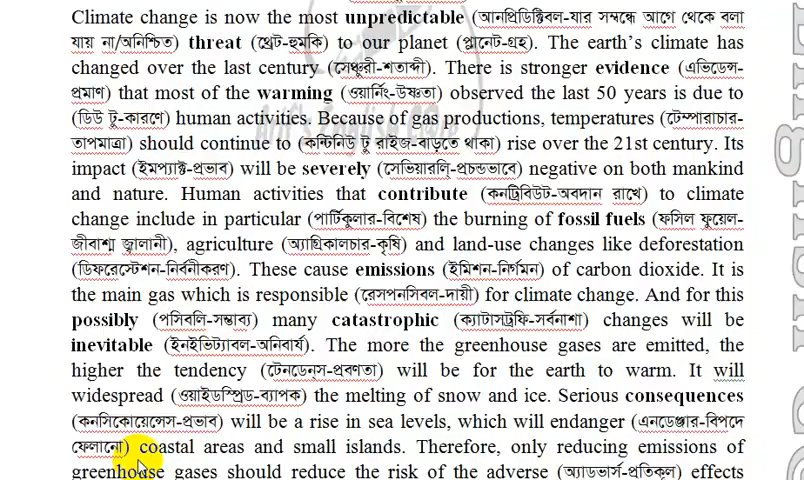 Climate change is now the most unpredictable (আনপ্রিডিক্টিবল-যার সম্বন্ধে আগে থেকে বলা
যায় না/অনিশ্চিত) threat (থ্রেট-হুমকি) to our planet (প্লানেট-গ্রহ). The earth's climate has
changed over the last century (সেঞ্চুরী-শতাব্দী). There is stronger evidence (এভিডেন্স-
প্রমাণ) that most of the warming (ওয়ার্নিং-উষ্ণতা) observed the last 50 years is due to
(ডিউ টু-কারণে) human activities. Because of gas productions, temperatures (টেম্পারাচার-
তাপমাত্রা) should continue to (কন্টিনিউ টু রাইজ-বাড়তে থাকা) rise over the 21st century. Its
impact (ইমপ্যাক্ট-প্রভাব) will be severely (সেভিয়ারলি-প্রচন্ডভাবে) negative on both mankind
and nature. Human activities that contribute (কনট্রিবিউট-অবদান রাখে) to climate
change include in particular (পার্টিকুলার-বিশেষ) the burning of fossil fuels (ফসিল ফুয়েল-
জীবাশ্ম জ্বালানী), agriculture (অ্যাগ্রিকালচার-কৃষি) and land-use changes like deforestation
(ডিফরেস্টেশন-নির্বনীকরণ). These cause emissions (ইমিশন-নির্গমন) of carbon dioxide. It is
the main gas which is responsible (রেসপনসিবল-দায়ী) for climate change. And for this
possibly (পসিবলি-সম্ভাব্য) many catastrophic (ক্যাটাসট্রফি-সর্বনাশা) changes will be
inevitable (ইনইভিট্যাবল-অনিবার্য). The more the greenhouse gases are emitted, the
higher the tendency (টেনডেন্স-প্রবণতা) will be for the earth to warm. It will
widespread (ওয়াইডস্প্রিড-ব্যাপক) the melting of snow and ice. Serious consequences
(কনসিকোয়েন্সেস-প্রভাব) will be a rise in sea levels, which will endanger (এনডেঞ্জার-বিপদে
ফেলানো) coastal areas and small islands. Therefore, only reducing emissions of
greenhouse gases should reduce the risk of the adverse (অ্যাডভার্স-প্রতিকূল) effects